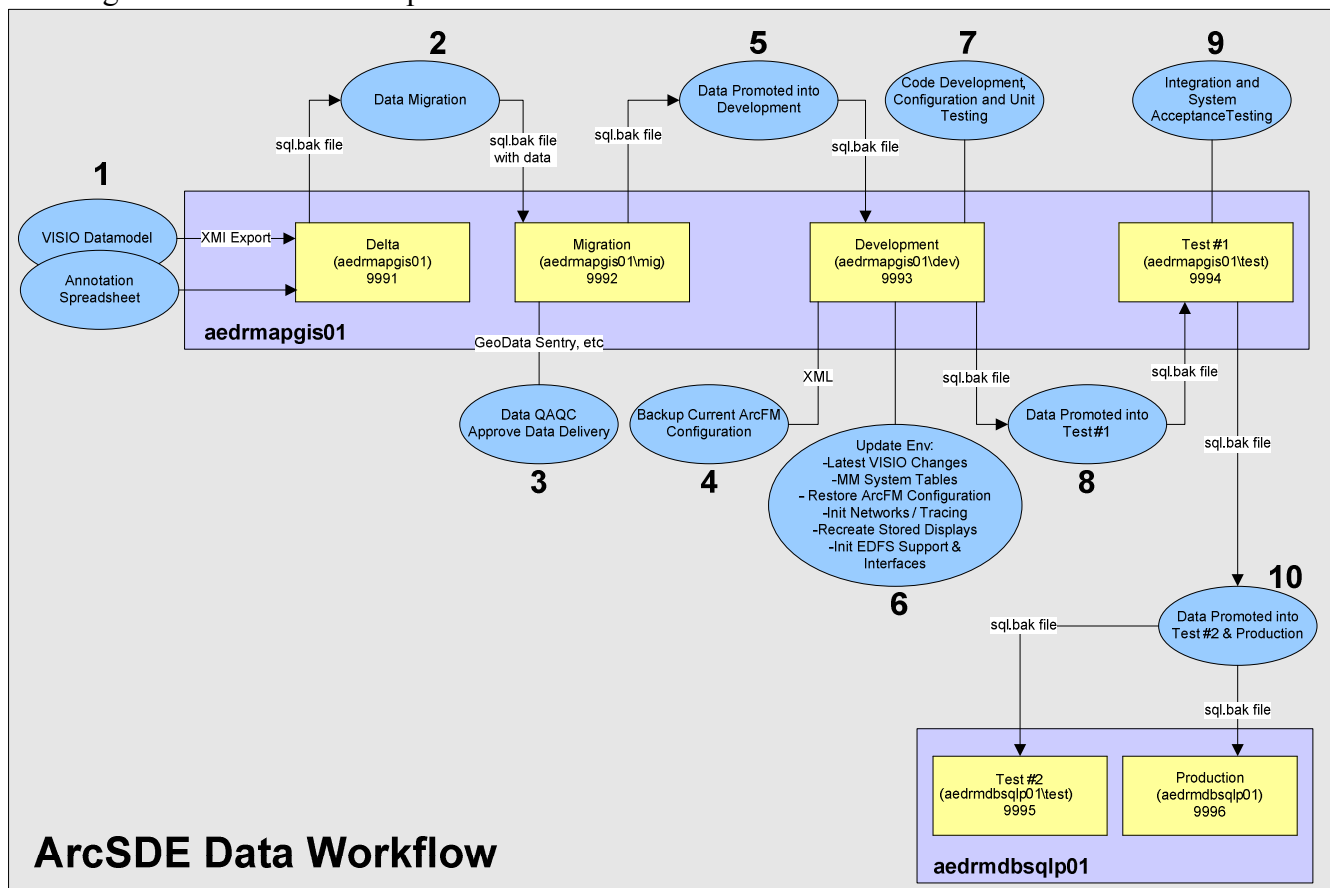 2
5
7
9
Data Migration
Data Promoted into
Development
Code Development,
Configuration and Unit
Testing
Integration and
System
AcceptanceTesting
sql.bak file
sql.bak file
with data
sql.bak file
sql.bak file
1
VISIO Datamodel
XMI Export
Annotation
Spreadsheet
Delta
(aedrmapgis01)
9991
Migration
(aedrmapgis01\mig)
9992
Development
(aedrmapgis01\dev)
9993
Test #1
(aedrmapgis01\test)
9994
aedrmapgis01
GeoData Sentry, etc
XML
sql.bak file
sql.bak file
Data QAQC
Approve Data Delivery
3
Backup Current ArcFM
Configuration
4
Update Env:
-Latest VISIO Changes
-MM System Tables
- Restore ArcFM Configuration
-Init Networks / Tracing
-Recreate Stored Displays
-Init EDFS Support &
Interfaces
6
Data Promoted into
Test #1
8
sql.bak file
10
Data Promoted into
Test #2 & Production
sql.bak file
sql.bak file
Test #2
(aedrmdbsqlp01\test)
9995
Production
(aedrmdbsqlp01)
9996
aedrmdbsqlp01
ArcSDE Data Workflow